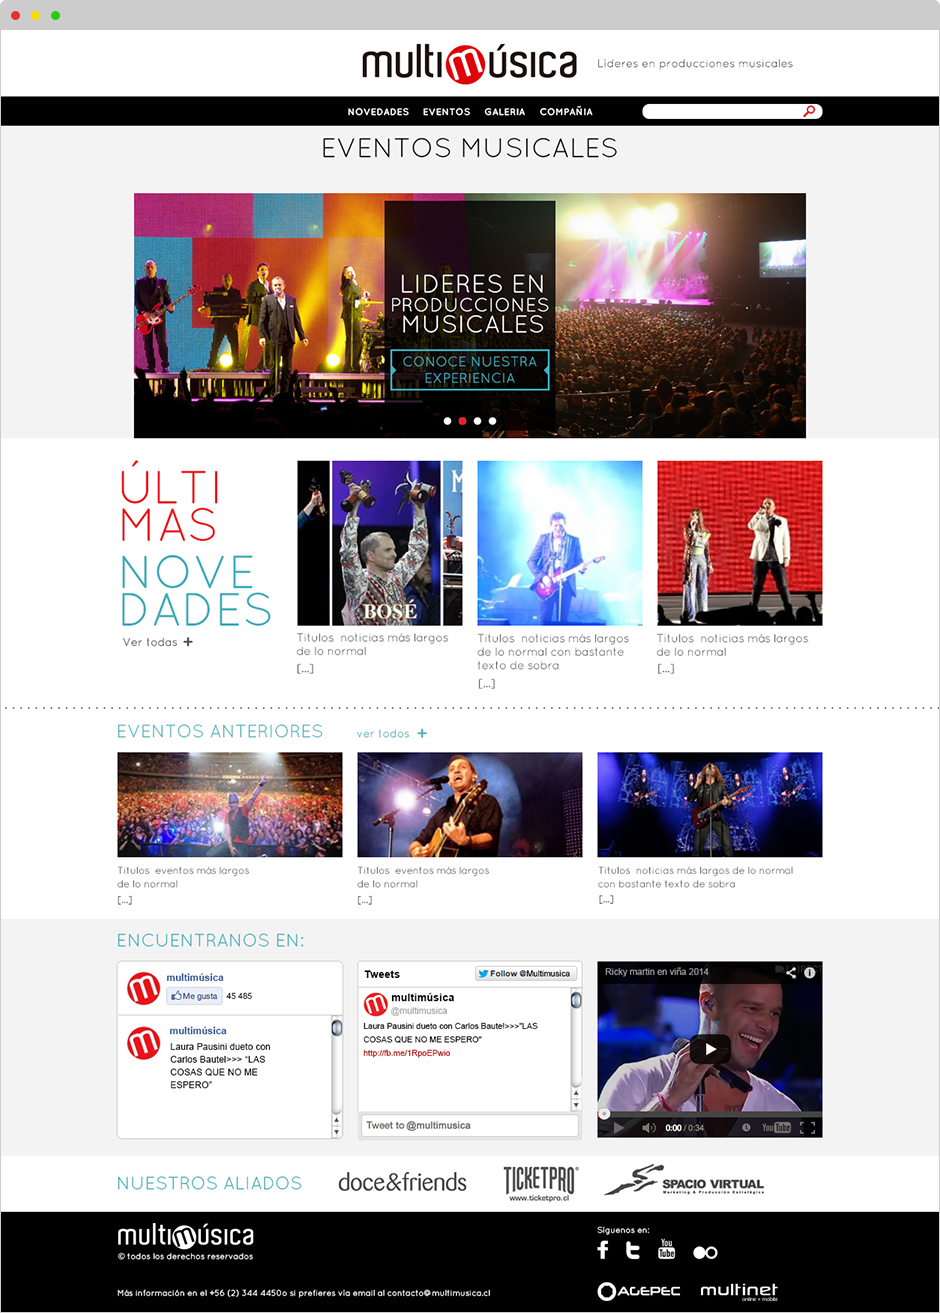 multimúsica
Líderes en producciones musicales
NOVEDADES EVENTOS GALERIA COMPAÑIA
EVENTOS MUSICALES
LIDERES EN
PRODUCCIONES
MUSICALES
CONOCE NUESTRA
EXPERIENCIA
ÚLTI
MAS
NOVE
DADES
Ver todas +
BOSÉ
Titulos noticias más largos
de lo normal
[...]
Titulos noticias más largos
de lo normal con bastante
texto de sobra
[...]
Titulos noticias más largos
de lo normal
[...]
EVENTOS ANTERIORES
ver todos +
Titulos eventos más largos
de lo normal
[...]
Titulos eventos más largos
de lo normal
[...]
Titulos noticias más largos de lo normal
con bastante texto de sobra
[...]
ENCUENTRANOS EN:
multimúsica
Me gusta 45 485
multimúsica
Laura Pausini dueto con
Carlos Bautel>>> "LAS
COSAS QUE NO ME
ESPERO"
Tweets
Follow @Multimusica
multimúsica
@multimusica
Laura Pausini dueto con Carlos Bautel>>>"LAS
COSAS QUE NO ME ESPERO"
http://fb.me/1RpoEPwio
Tweet to @multimusica
Ricky martin en viña 2014
0:00 / 0:34
YouTube
NUESTROS ALIADOS
doce&friends
TICKETPRO
www.ticketpro.cl
SPACIO VIRTUAL
Marketing & Producción Estratégica
multimúsica
© todos los derechos reservados
Más información en el +56 (2) 344 4450o si prefieres vía email al contacto@multimusica.cl
Síguenos en:
You
Tube
AGEPEC
multinet
online + mobile